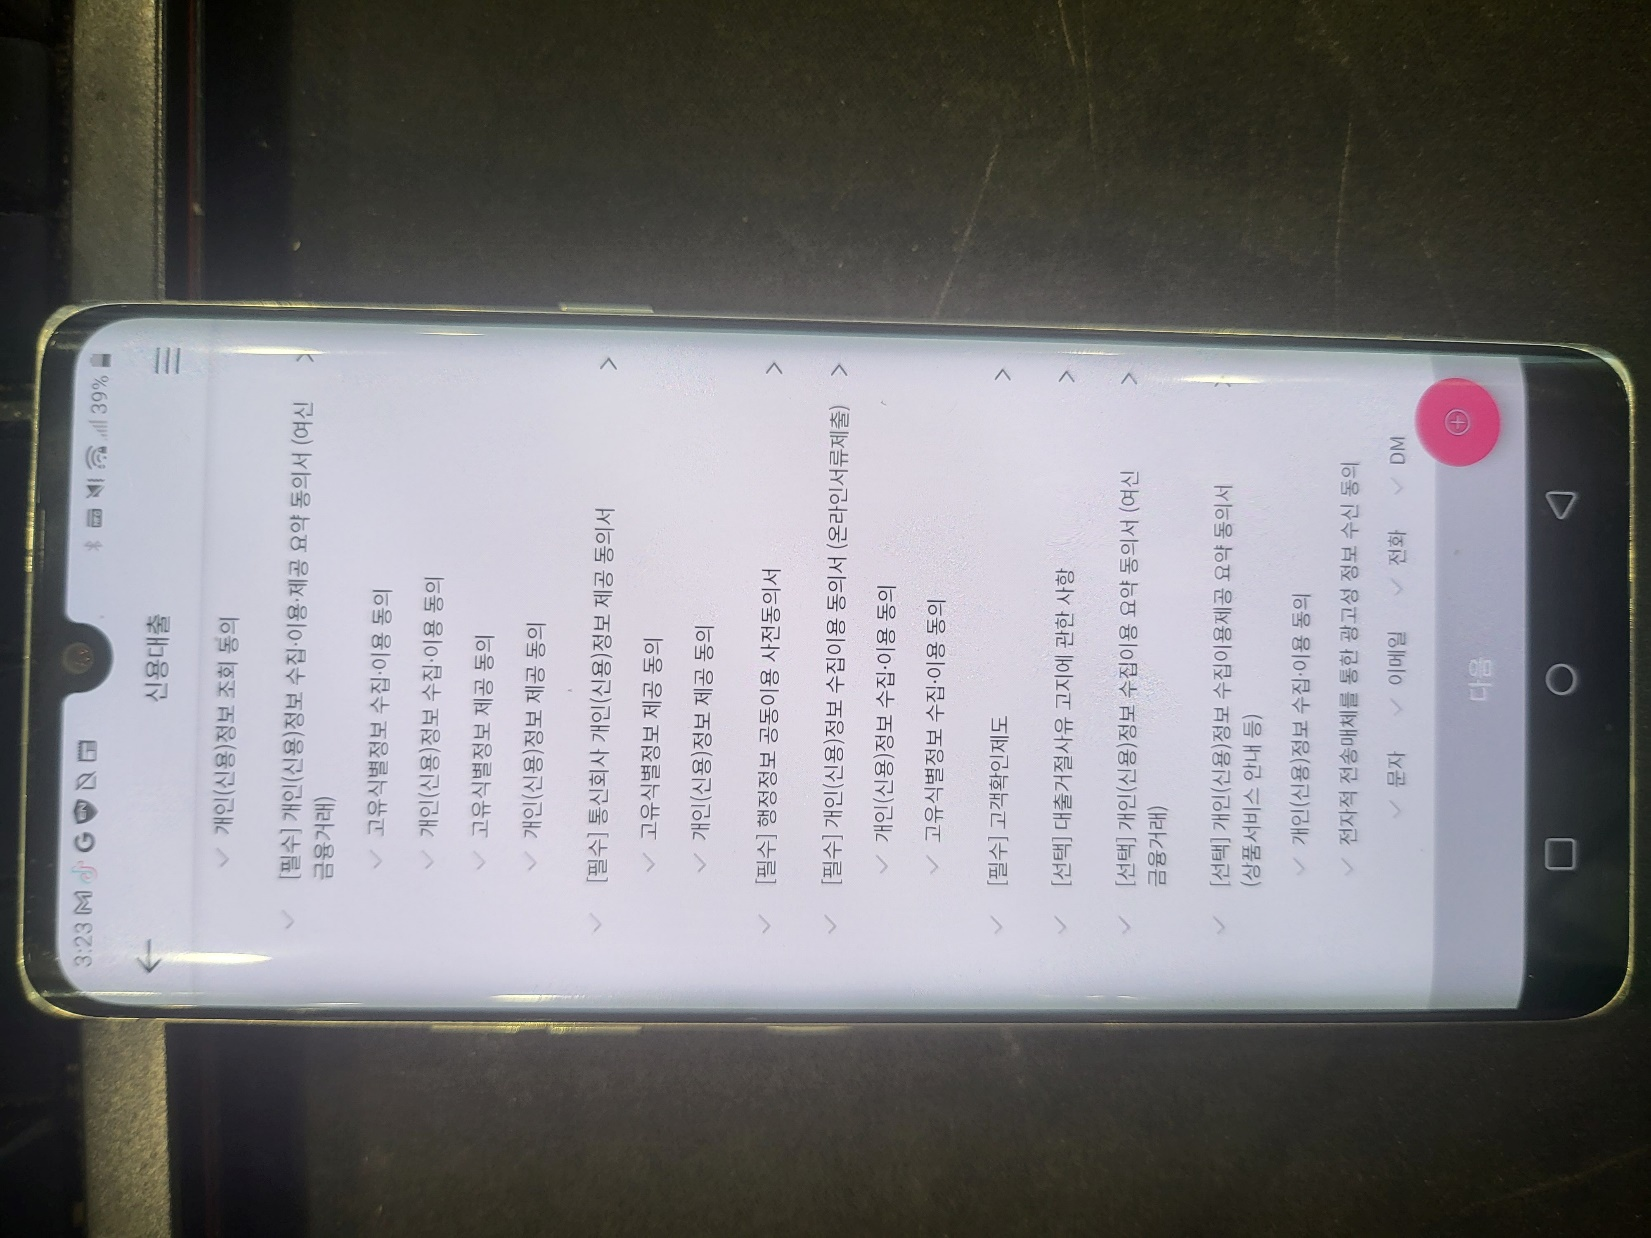 3:23
39%
신용대출
개인(신용)정보 조회 동의
[필수] 개인(신용)정보 수집·이용·제공 요약 동의서 (여신
금융거래)
고유식별정보 수집·이용 동의
개인(신용)정보 수집·이용 동의
고유식별정보 제공 동의
개인(신용)정보 제공 동의
[필수] 통신회사 개인(신용)정보 제공 동의서
고유식별정보 제공 동의
개인(신용)정보 제공 동의
[필수] 행정정보 공동이용 사전동의서
[필수] 개인(신용)정보 수집이용 동의서 (온라인서류제출)
개인(신용)정보 수집·이용 동의
고유식별정보 수집·이용 동의
[필수] 고객확인제도
[선택] 대출거절사유 고지에 관한 사항
[선택] 개인(신용)정보 수집이용 요약 동의서 (여신
금융거래)
[선택] 개인(신용)정보 수집이용제공 요약 동의서
(상품서비스 안내 등)
개인(신용)정보 수집·이용 동의
전자적 전송매체를 통한 광고성 정보 수신 동의
문자 이메일 전화 DM
다음